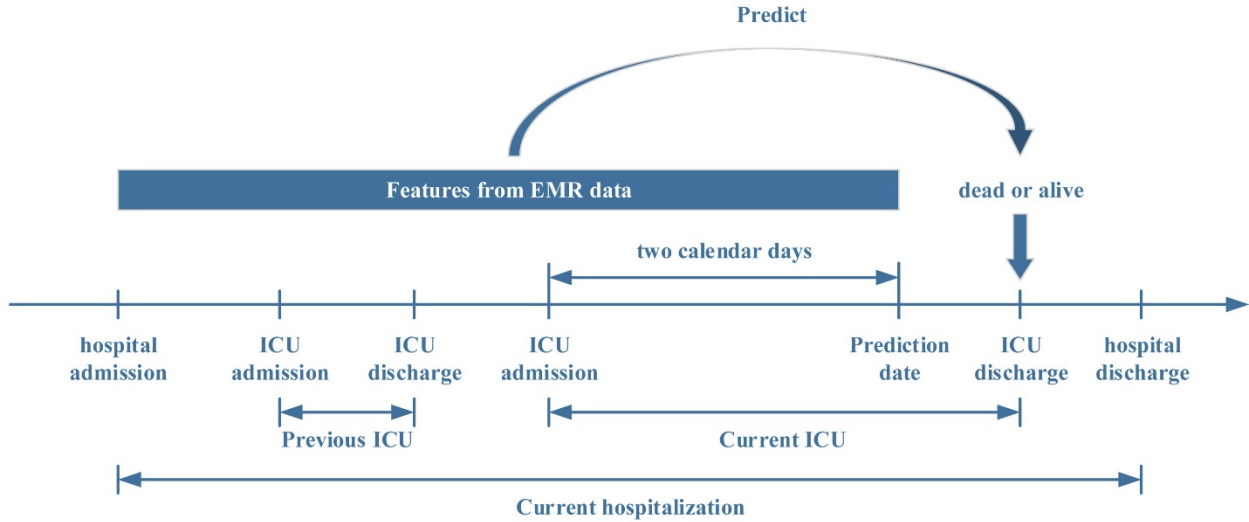 Predict
Features from EMR data
dead or alive
two calendar days
hospital
admission
ICU
admission
ICU
discharge
ICU
admission
Prediction
date
ICU
discharge
hospital
discharge
Previous ICU
Current ICU
Current hospitalization